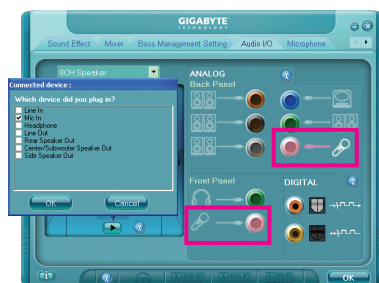 GIGABYTE
TECHNOLOGY
Sound Effect Mixer Bass Management Setting Audio I/O Microphone
8CH Speaker
Connected device :
Which device did you plug in?
Line In
Mic In
Headphone
Line Out
Rear Speaker Out
Center/Subwoofer Speaker Out
Side Speaker Out
OK Cancel
ANALOG
Back Panel
Front Panel
DIGITAL
OK